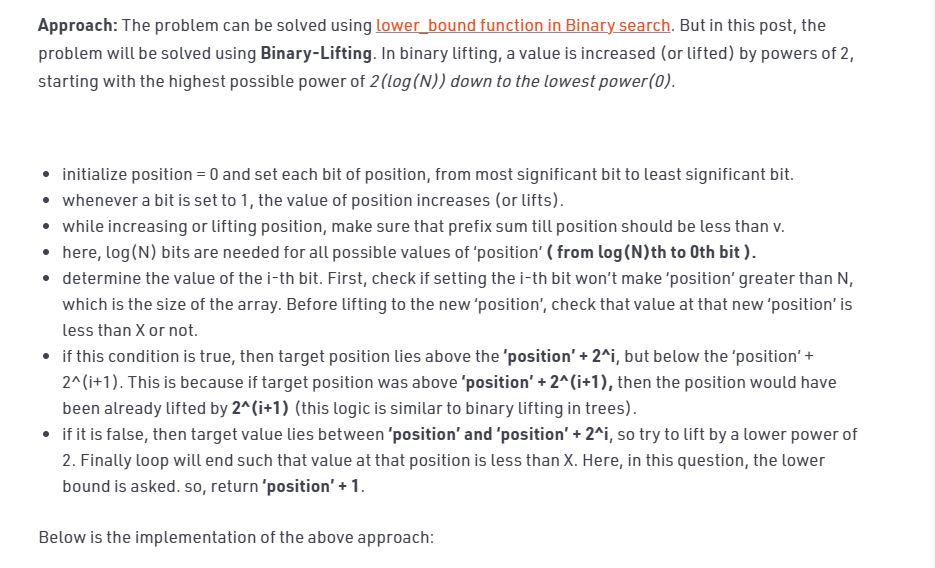 Approach: The problem can be solved using lower_bound function in Binary search. But in this post, the
problem will be solved using Binary-Lifting. In binary lifting, a value is increased (or lifted) by powers of 2,
starting with the highest possible power of 2(log(N)) down to the lowest power(0).
• initialize position = 0 and set each bit of position, from most significant bit to least significant bit.
• whenever a bit is set to 1, the value of position increases (or lifts).
• while increasing or lifting position, make sure that prefix sum till position should be less than v.
• here, log(N) bits are needed for all possible values of 'position' ( from log(N)th to 0th bit ).
• determine the value of the i-th bit. First, check if setting the i-th bit won't make 'position' greater than N,
which is the size of the array. Before lifting to the new 'position', check that value at that new 'position' is
less than X or not.
• if this condition is true, then target position lies above the 'position' + 2^i, but below the 'position' +
2^(i+1). This is because if target position was above 'position' + 2^(i+1), then the position would have
been already lifted by 2^(i+1) (this logic is similar to binary lifting in trees).
• if it is false, then target value lies between 'position' and 'position' + 2^i, so try to lift by a lower power of
2. Finally loop will end such that value at that position is less than X. Here, in this question, the lower
bound is asked. so, return 'position' + 1.
Below is the implementation of the above approach: